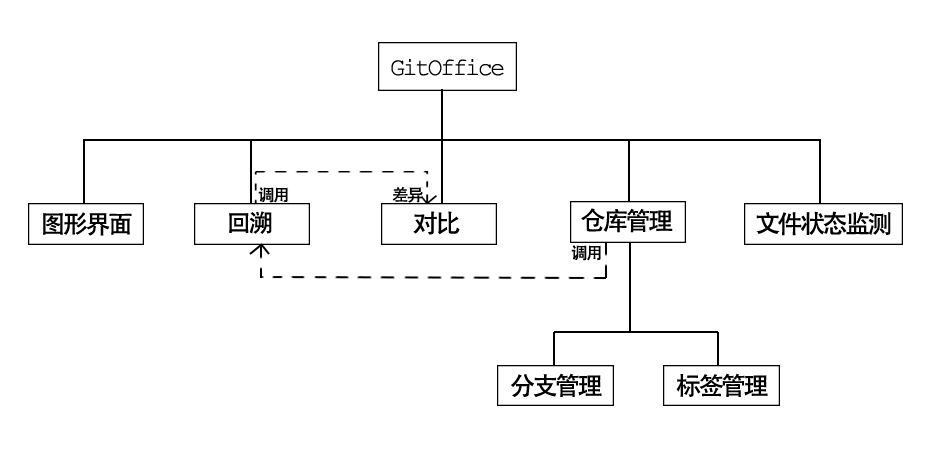 GitOffice
调用
差异
图形界面
回溯
对比
仓库管理
文件状态监测
调用
分支管理
标签管理